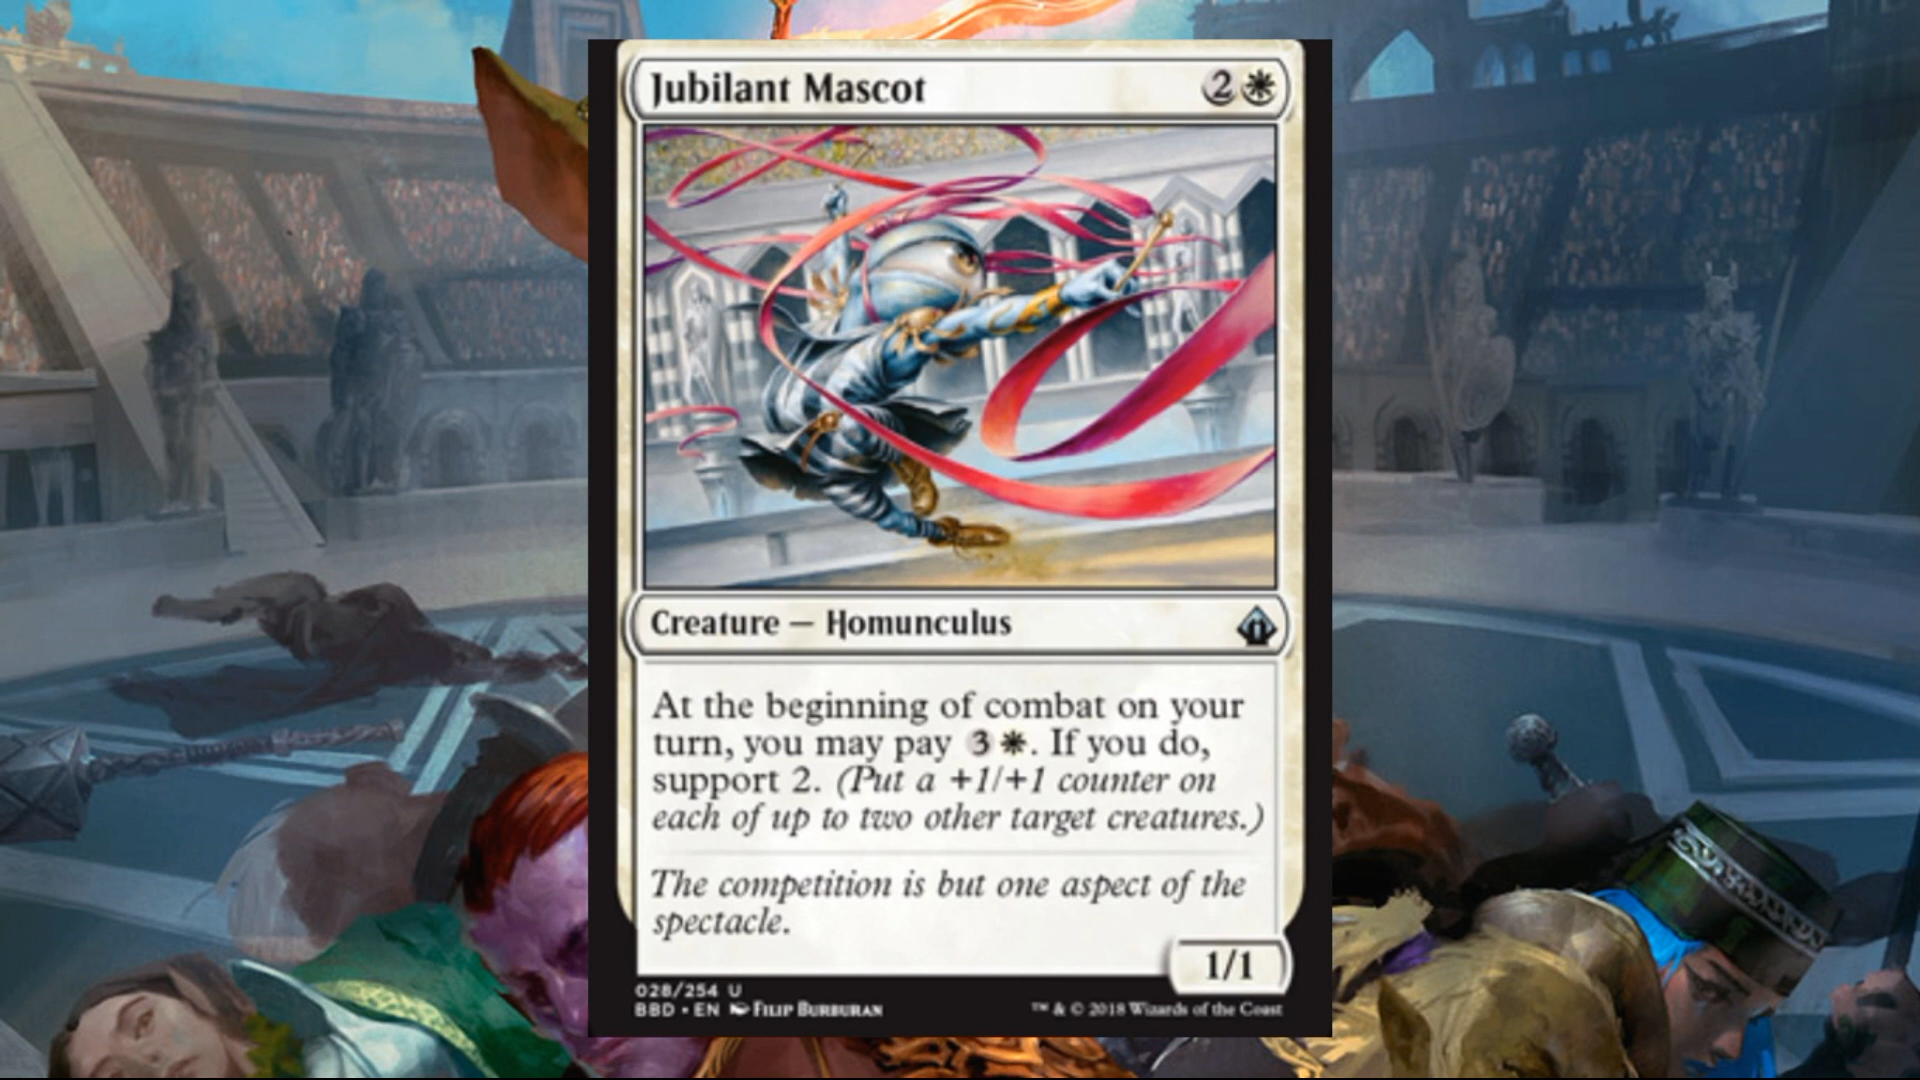 Jubilant Mascot 2
Creature — Homunculus
At the beginning of combat on your
turn, you may pay 3. If you do,
support 2. (Put a +1/+1 counter on
each of up to two other target creatures.)
The competition is but one aspect of the
spectacle.
1/1
028/254 U
BBD • EN Filip Burburan
™ & © 2018 Wizards of the Coast